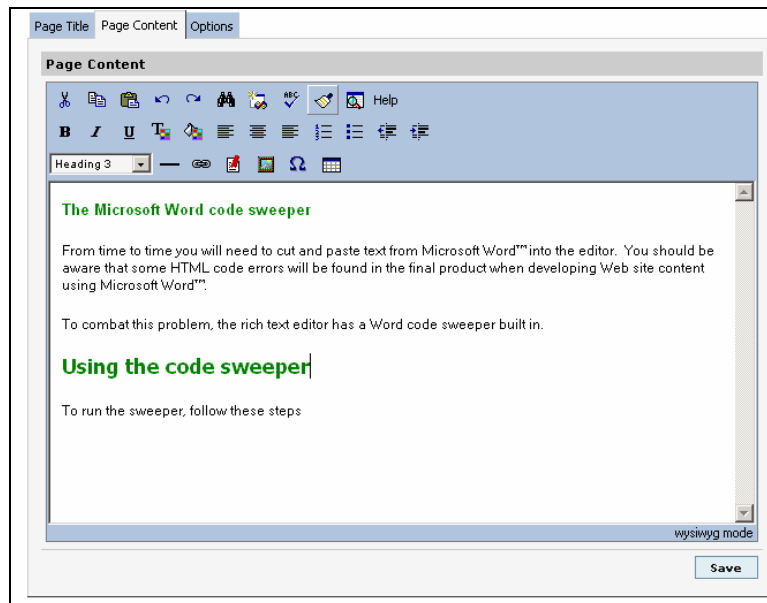 Page Title Page Content Options
Page Content
ABC Help
B I U T
Heading 3 Ω
The Microsoft Word code sweeper
From time to time you will need to cut and paste text from Microsoft Word™ into the editor. You should be
aware that some HTML code errors will be found in the final product when developing Web site content
using Microsoft Word™.
To combat this problem, the rich text editor has a Word code sweeper built in.
Using the code sweeper
To run the sweeper, follow these steps
wysiwyg mode
Save